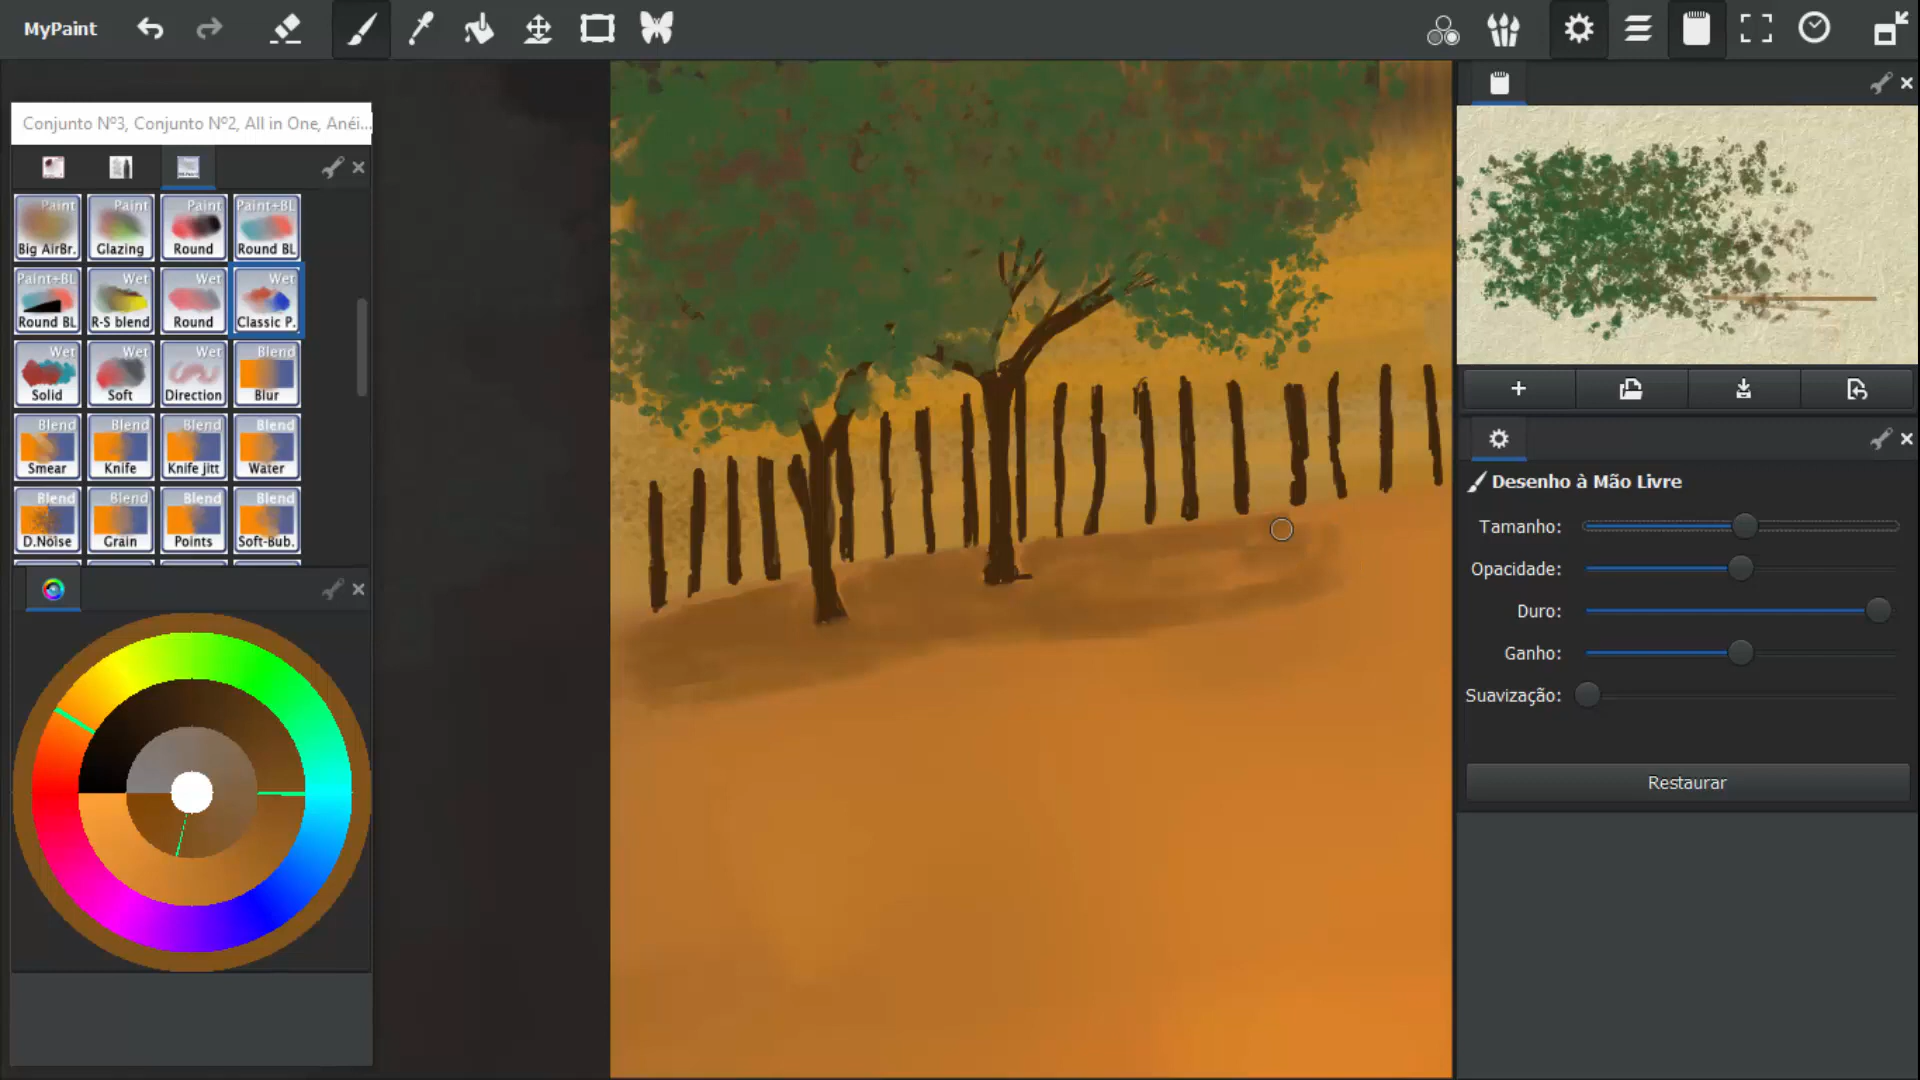 MyPaint
Conjunto Nº3, Conjunto Nº2, All in One, Anéi...
Paint Paint Paint Paint+BL
Big AirBr. Glazing Round Round BL
Paint+BL Wet Wet Wet
Round BL R-S blend Round Classic P.
Wet Wet Wet Blend
Solid Soft Direction Blur
Blend Blend Blend Blend
Smear Knife Knife jitt Water
Blend Blend Blend Blend
D.Noise Grain Points Soft-Bub.
Desenho à Mão Livre
Tamanho:
Opacidade:
Duro:
Ganho:
Suavização:
Restaurar